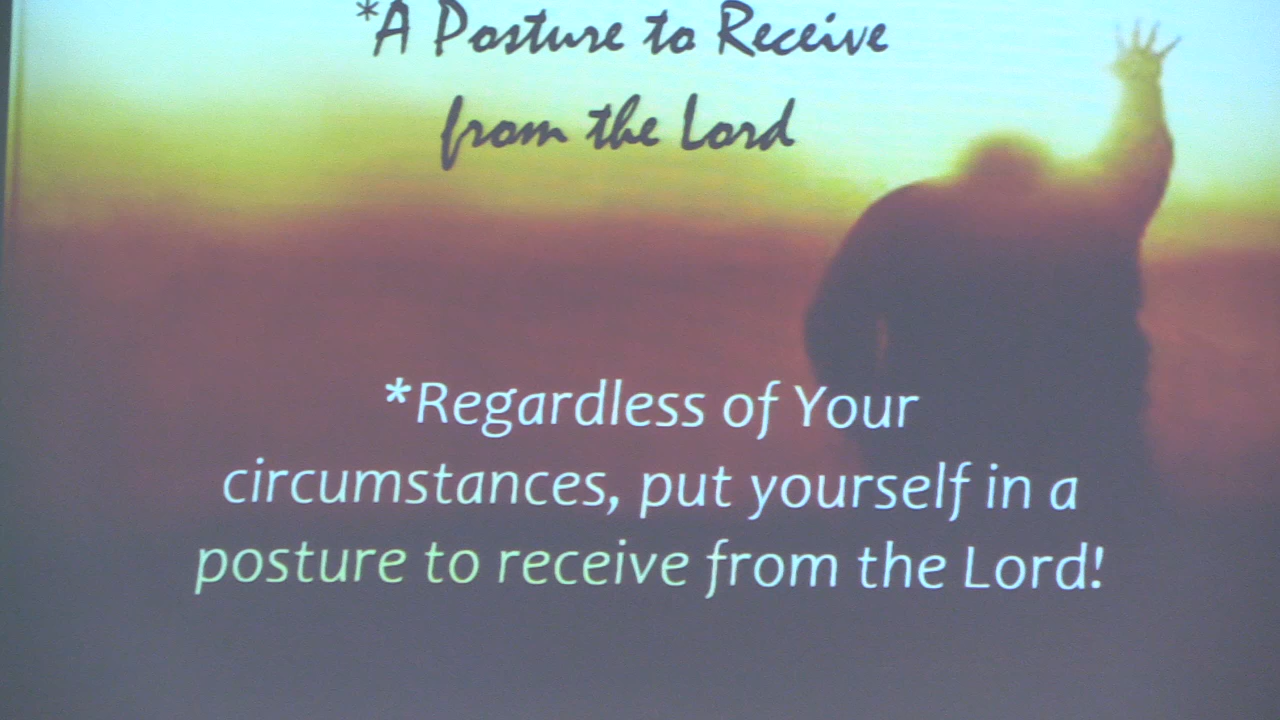 *A Posture to Receive
from the Lord
*Regardless of Your
circumstances, put yourself in a
posture to receive from the Lord!